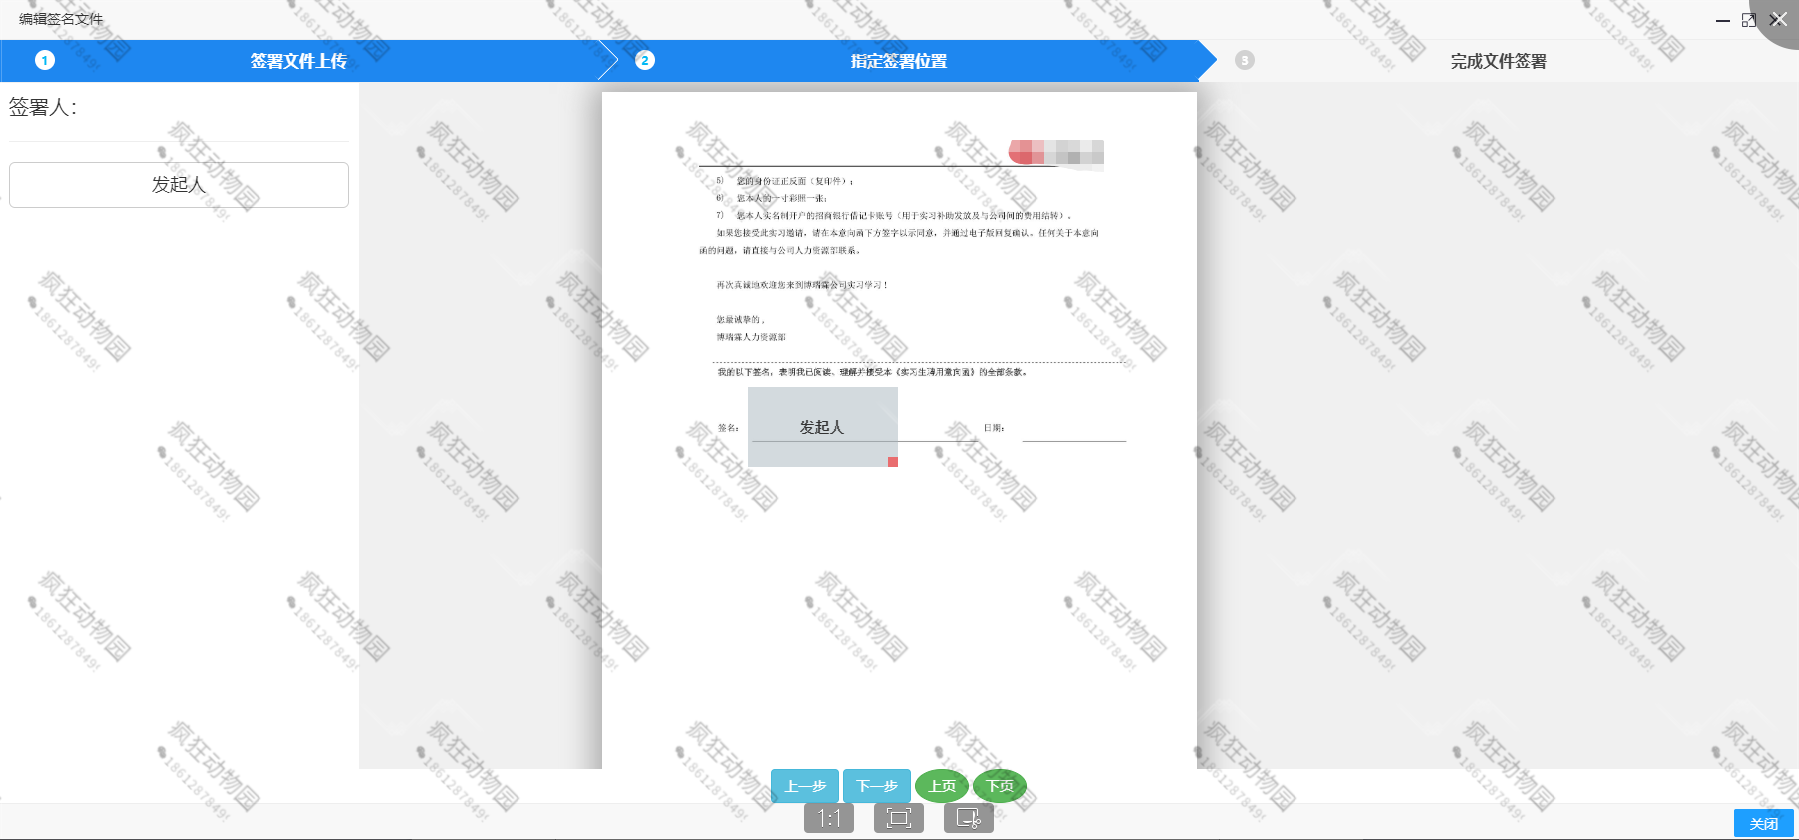 编辑签名文件
1 签署文件上传
2 指定签署位置
3 完成文件签署
签署人：
发起人
5) 您的身份证正反面（复印件）；
6) 您本人的一寸彩照一张；
7) 您本人实名制开户的招商银行借记卡账号（用于实习补助发放及与公司间的费用结转）。
如果您接受此实习邀请，请在本意向函下方签字以示同意，并通过电子版回复确认。任何关于本意向
函的问题，请直接与公司人力资源部联系。
再次真诚地欢迎您来到博瑞霖公司实习学习！
您最诚挚的，
博瑞霖人力资源部
我的以下签名，表明我已阅读、理解并接受本《实习生聘用意向函》的全部条款。
签名：
发起人
日期：
上一步 下一步 上页 下页
1:1
关闭
疯狂动物园